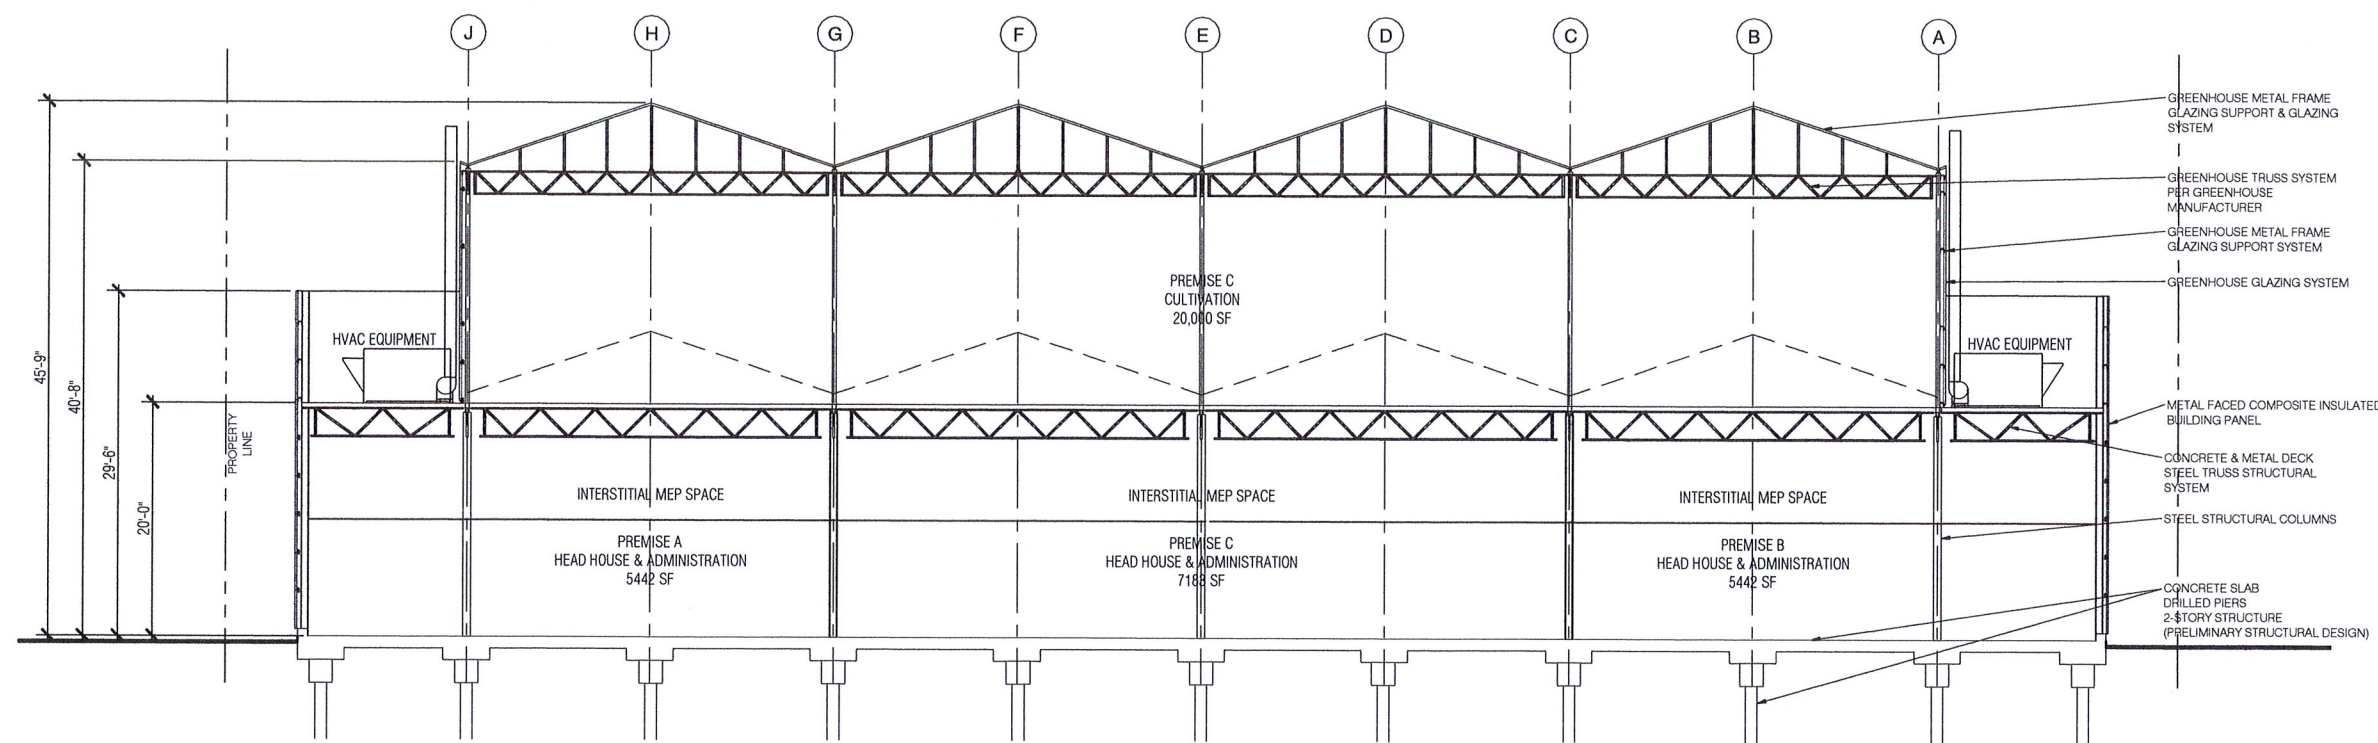 J
H
G
F
E
D
C
B
A
GREENHOUSE METAL FRAME
GLAZING SUPPORT & GLAZING
SYSTEM
GREENHOUSE TRUSS SYSTEM
PER GREENHOUSE
MANUFACTURER
GREENHOUSE METAL FRAME
GLAZING SUPPORT SYSTEM
GREENHOUSE GLAZING SYSTEM
METAL FACED COMPOSITE INSULATED
BUILDING PANEL
CONCRETE & METAL DECK
STEEL TRUSS STRUCTURAL
SYSTEM
STEEL STRUCTURAL COLUMNS
CONCRETE SLAB
DRILLED PIERS
2-STORY STRUCTURE
(PRELIMINARY STRUCTURAL DESIGN)
45'-9"
40'-8"
29'-6"
20'-0"
PROPERTY
LINE
HVAC EQUIPMENT
PREMISE C
CULTIVATION
20,000 SF
HVAC EQUIPMENT
INTERSTITIAL MEP SPACE
INTERSTITIAL MEP SPACE
INTERSTITIAL MEP SPACE
PREMISE A
HEAD HOUSE & ADMINISTRATION
5442 SF
PREMISE C
HEAD HOUSE & ADMINISTRATION
SF
PREMISE B
HEAD HOUSE & ADMINISTRATION
5442 SF